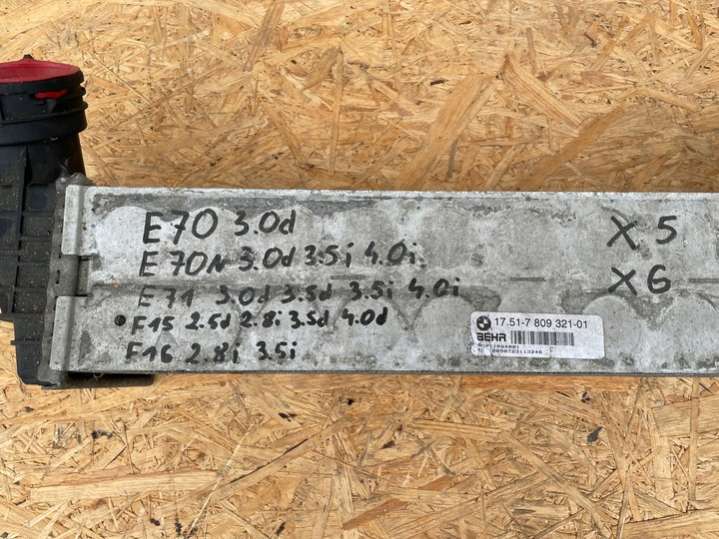 E70 3.0d
X5
E70N 3.0d 3.5i 4.0i
X6
E71 3.0d 3.5d 3.5i 4.0i
F15 2.5d 2.8i 3.5d 4.0d
F16 2.8i 3.5i
17.51-7 809 321-01
BEHR